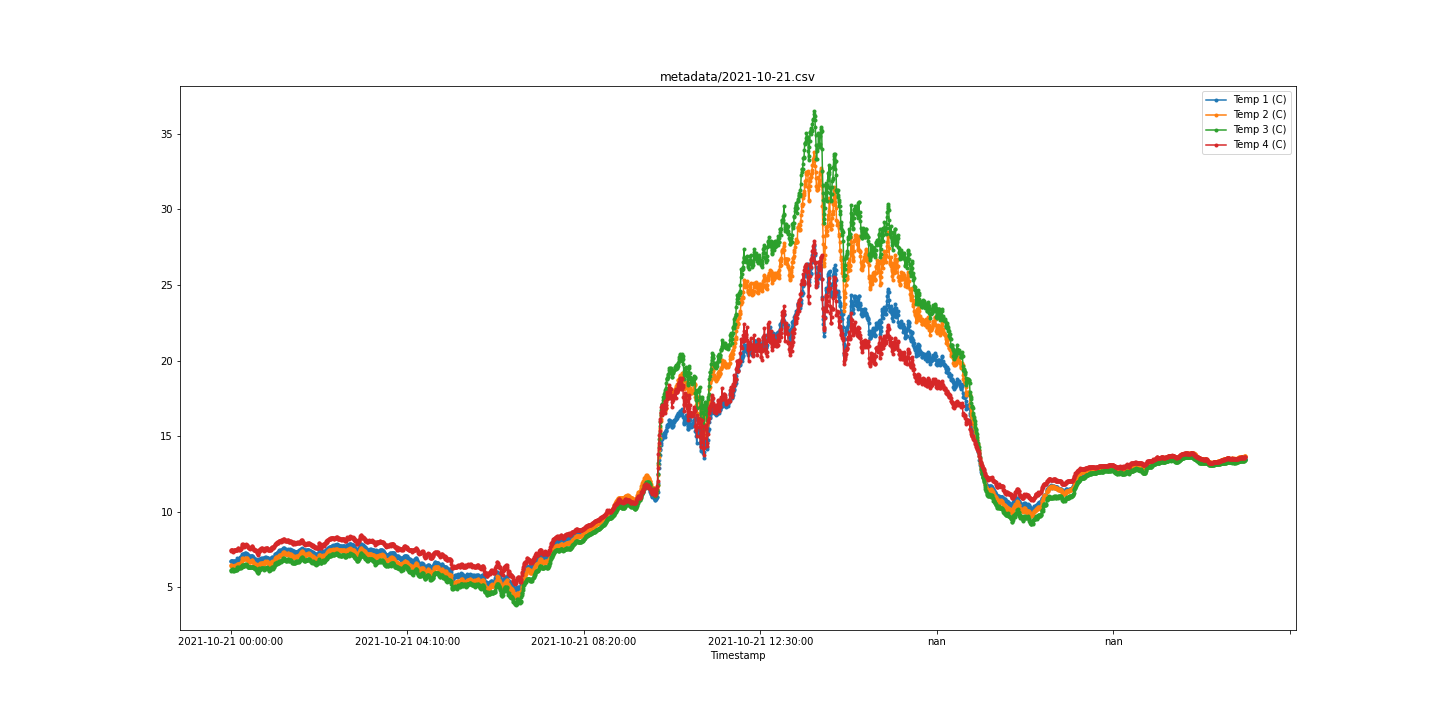 metadata/2021-10-21.csv
Temp 1 (C)
Temp 2 (C)
Temp 3 (C)
Temp 4 (C)
35
30
25
20
15
10
5
2021-10-21 00:00:00 2021-10-21 04:10:00 2021-10-21 08:20:00 2021-10-21 12:30:00 nan nan
Timestamp